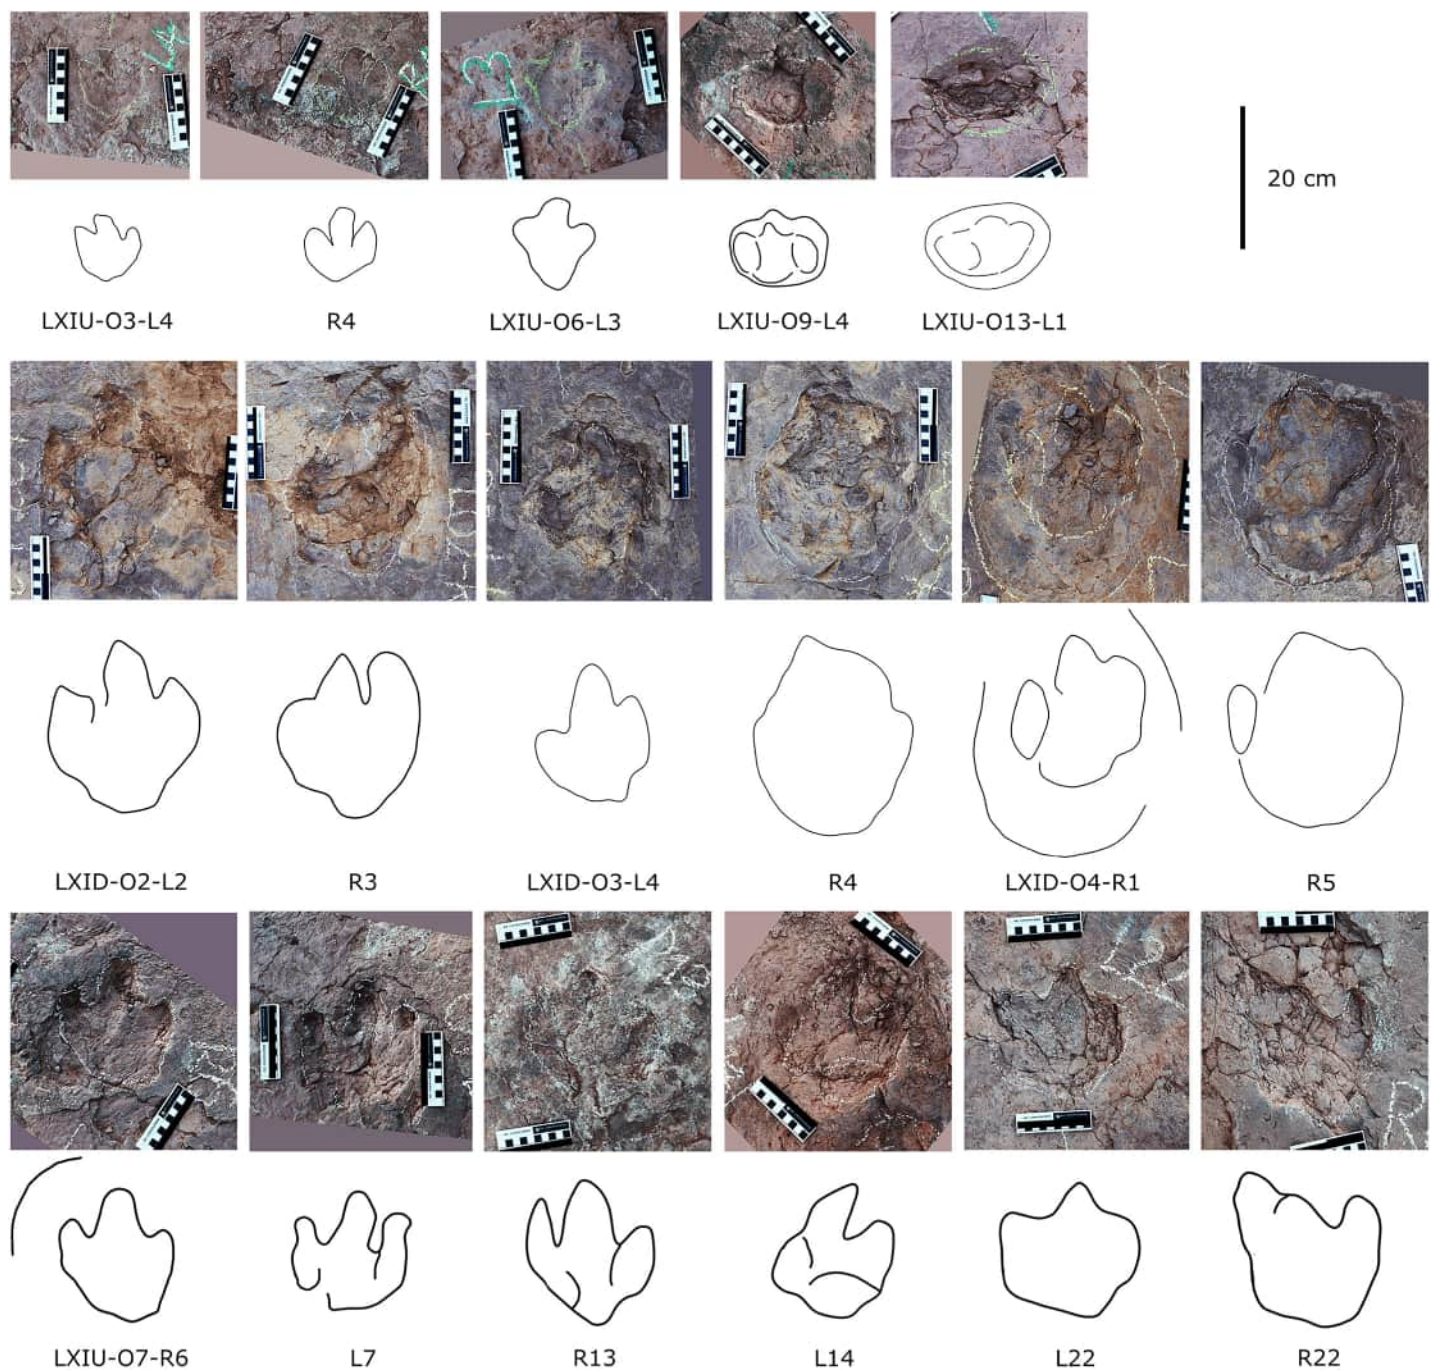 20 cm
LXIU-O3-L4 R4 LXIU-O6-L3 LXIU-O9-L4 LXIU-O13-L1
LXID-O2-L2 R3 LXID-O3-L4 R4 LXID-O4-R1 R5
LXIU-O7-R6 L7 R13 L14 L22 R22